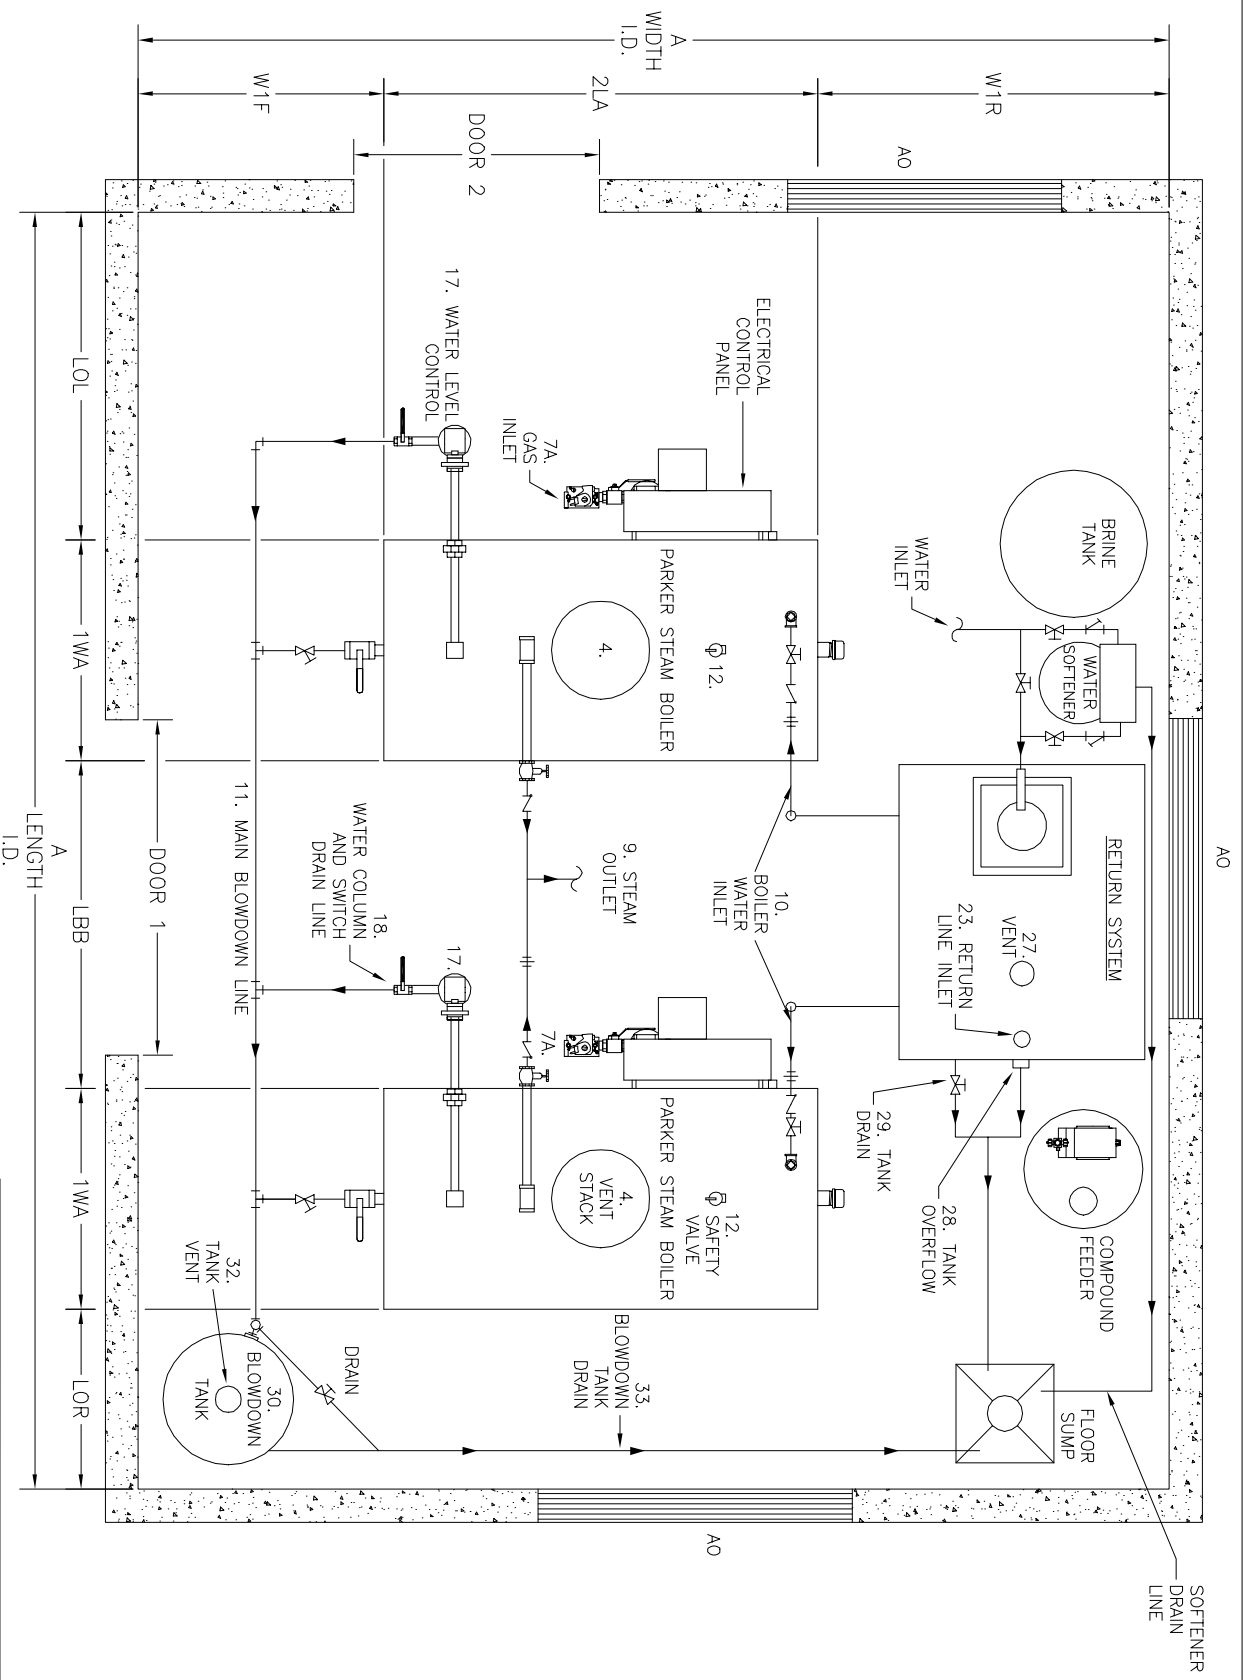 A
WIDTH
I.D.
W1F
2LA
W1R
DOOR 2
AO
AO
AO
SOFTENER
DRAIN
LINE
BRINE
TANK
WATER
INLET
WATER
SOFTENER
RETURN SYSTEM
27.
VENT
23. RETURN
LINE INLET
29. TANK
DRAIN
28. TANK
OVERFLOW
COMPOUND
FEEDER
FLOOR
SUMP
ELECTRICAL
CONTROL
PANEL
7A.
GAS
INLET
17. WATER LEVEL
CONTROL
PARKER STEAM BOILER
12.
4.
10.
BOILER
WATER
INLET
9. STEAM
OUTLET
7A.
17.
18.
WATER COLUMN
AND SWITCH
DRAIN LINE
PARKER STEAM BOILER
12.
SAFETY
VALVE
4.
VENT
STACK
33.
BLOWDOWN
TANK
DRAIN
DRAIN
32.
TANK
VENT
30.
BLOWDOWN
TANK
11. MAIN BLOWDOWN LINE
DOOR 1
LOL
1WA
LBB
1WA
LOR
A
LENGTH
I.D.